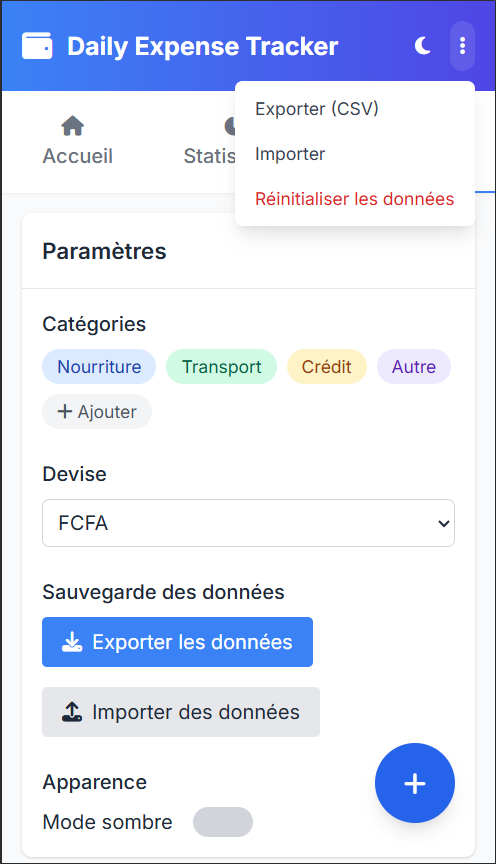 Daily Expense Tracker
Exporter (CSV)
Importer
Réinitialiser les données
Accueil
Paramètres
Catégories
Nourriture
Transport
Crédit
Autre
Ajouter
Devise
FCFA
Sauvegarde des données
Exporter les données
Importer des données
Apparence
Mode sombre